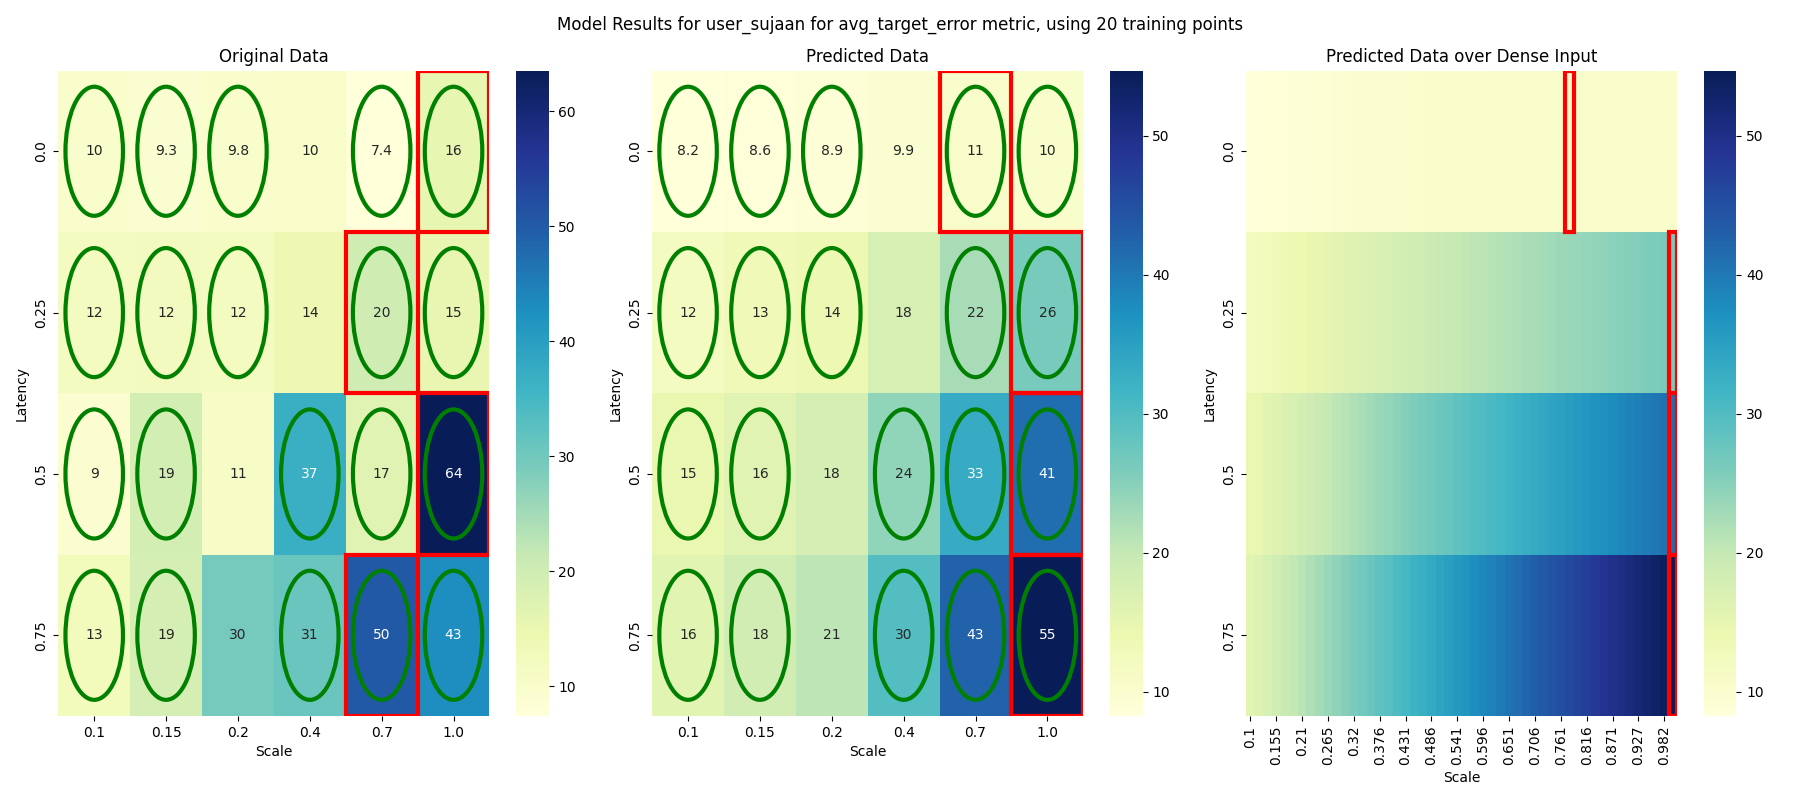 Model Results for user_sujaan for avg_target_error metric, using 20 training points
Original Data
Latency
0.0
0.25
0.5
0.75
10 9.3 9.8 10 7.4 16
12 12 12 14 20 15
9 19 11 37 17 64
13 19 30 31 50 43
0.1 0.15 0.2 0.4 0.7 1.0
Scale
60
50
40
30
20
10
Predicted Data
Latency
0.0
0.25
0.5
0.75
8.2 8.6 8.9 9.9 11 10
12 13 14 18 22 26
15 16 18 24 33 41
16 18 21 30 43 55
0.1 0.15 0.2 0.4 0.7 1.0
Scale
50
40
30
20
10
Predicted Data over Dense Input
Latency
0.0
0.25
0.5
0.75
0.1 0.155 0.21 0.265 0.32 0.376 0.431 0.486 0.541 0.596 0.651 0.706 0.761 0.816 0.871 0.927 0.982
Scale
50
40
30
20
10